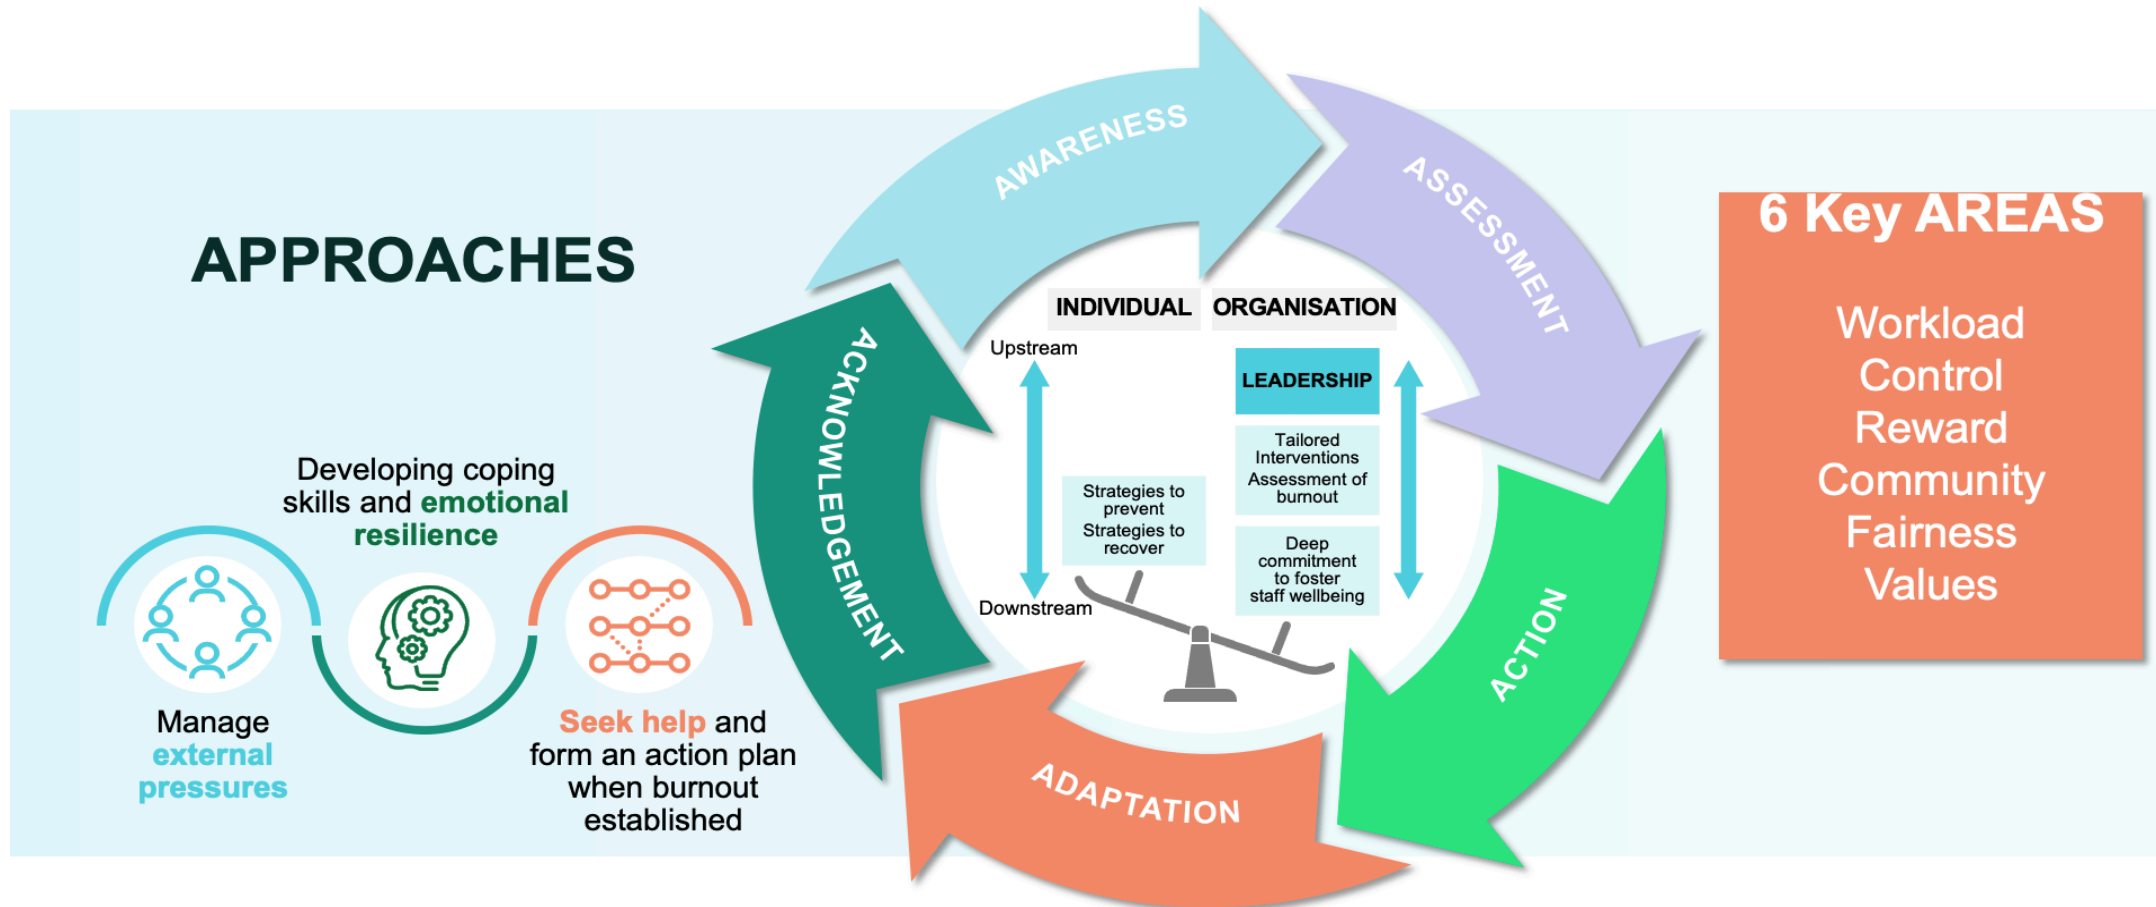 APPROACHES
Developing coping
skills and emotional
resilience
Manage
external
pressures
Seek help and
form an action plan
when burnout
established
AWARENESS
ASSESSMENT
ACTION
ADAPTATION
ACKNOWLEDGEMENT
INDIVIDUAL
ORGANISATION
Upstream
Downstream
Strategies to
prevent
Strategies to
recover
LEADERSHIP
Tailored
Interventions
Assessment of
burnout
Deep
commitment
to foster
staff wellbeing
6 Key AREAS
Workload
Control
Reward
Community
Fairness
Values